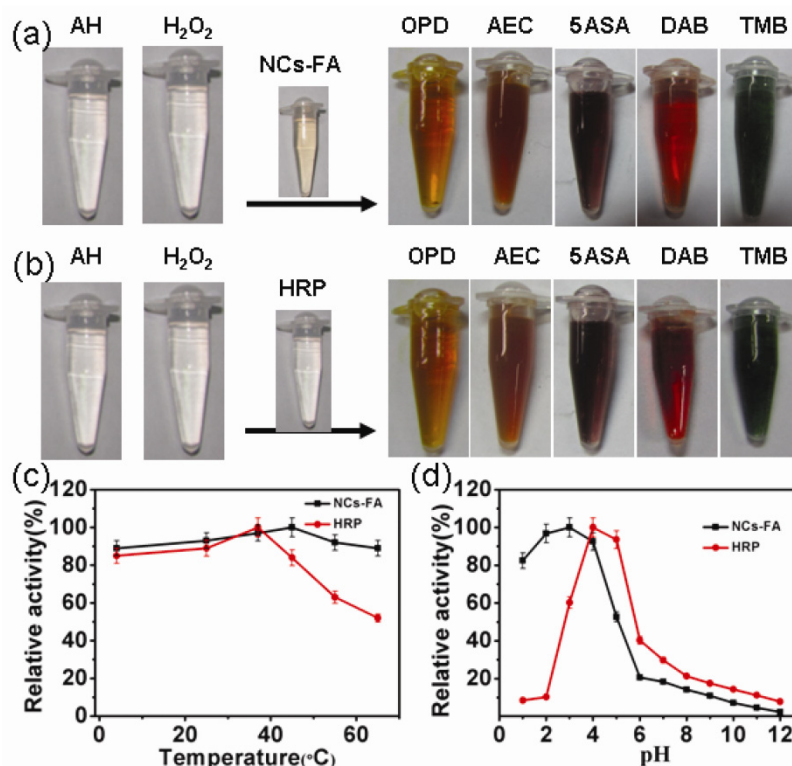 (a) AH H₂O₂ NCs-FA OPD AEC 5ASA DAB TMB
(b) AH H₂O₂ HRP OPD AEC 5ASA DAB TMB
(c)
120
100
80
60
40
20
0 20 40 60
Relative activity(%)
Temperature(°C)
NCs-FA
HRP
(d)
120
100
80
60
40
20
0 2 4 6 8 10 12
Relative activity(%)
pH
NCs-FA
HRP